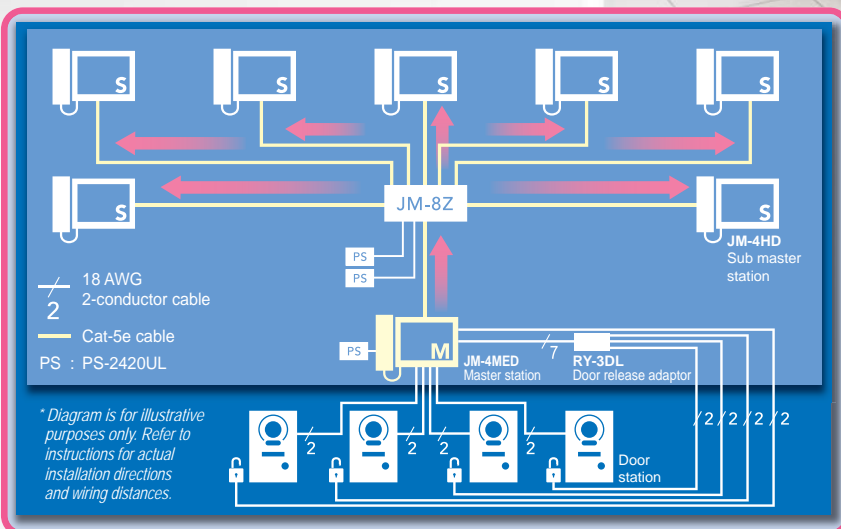 S
S
S
S
S
S
S
JM-8Z
JM-4HD
Sub master
station
PS
PS
18 AWG
2
2-conductor cable
Cat-5e cable
PS : PS-2420UL
PS
M
7
JM-4MED
Master station
RY-3DL
Door release adaptor
* Diagram is for illustrative
purposes only. Refer to
instructions for actual
installation directions
and wiring distances.
2
2
2
2
Door
station
2
2
2
2